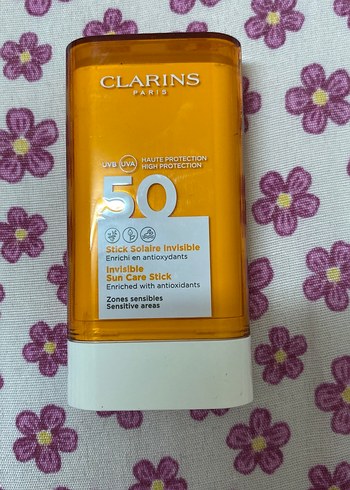 CLARINS
PARIS
UVB UVA HAUTE PROTECTION
HIGH PROTECTION
50
Stick Solaire Invisible
Enrichi en antioxydants
Invisible
Sun Care Stick
Enriched with antioxidants
Zones sensibles
Sensitive areas